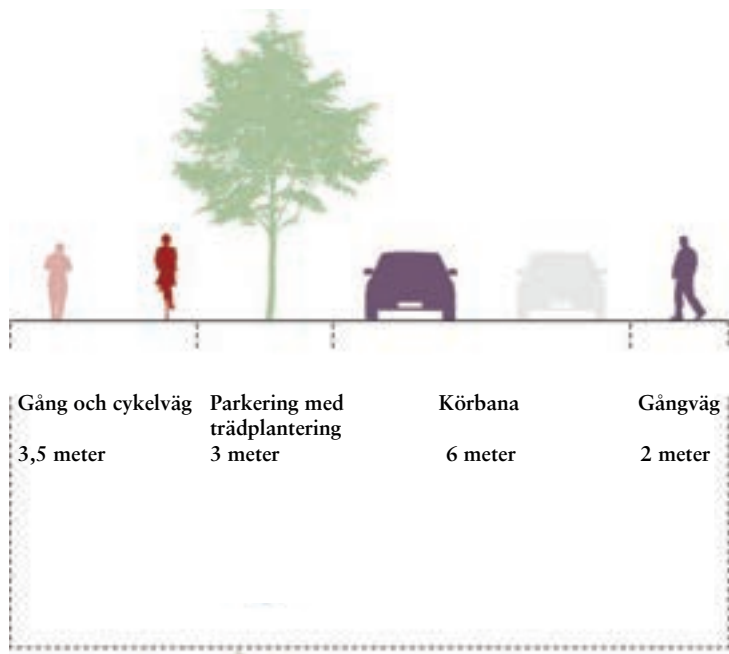 Gång och cykelväg
3,5 meter
Parkering med
trädplantering
3 meter
Körbana
6 meter
Gångväg
2 meter